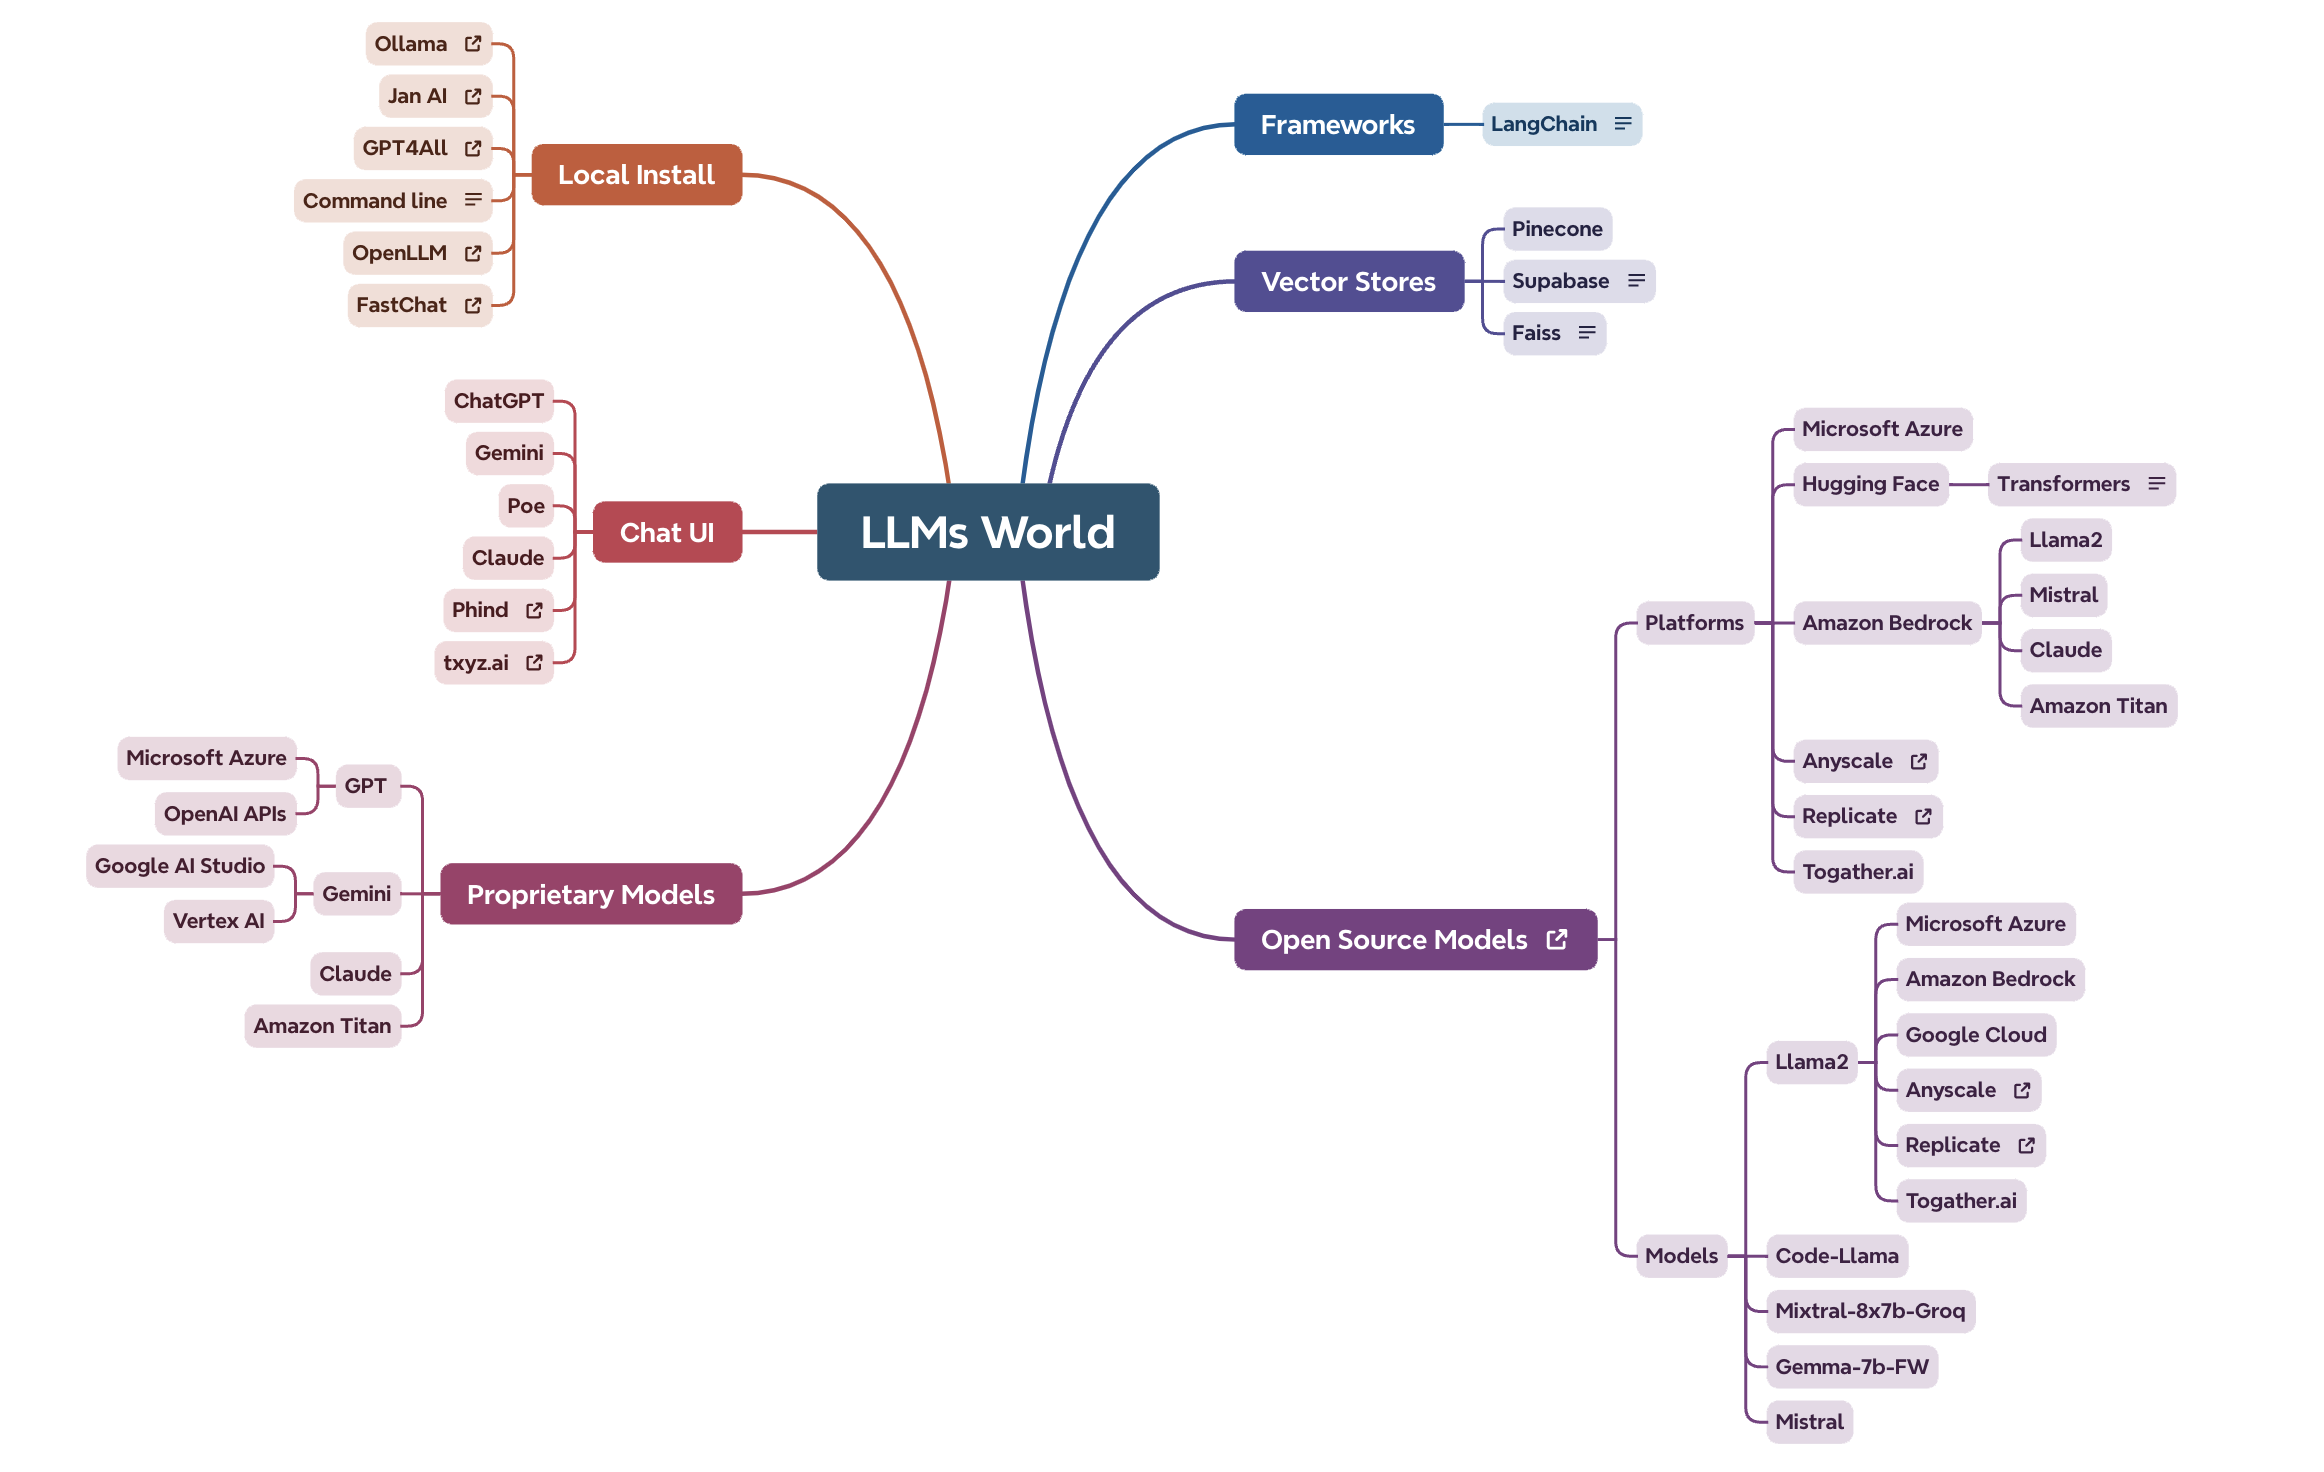 LLMs World
Local Install
Ollama
Jan AI
GPT4All
Command line
OpenLLM
FastChat
Chat UI
ChatGPT
Gemini
Poe
Claude
Phind
txyz.ai
Proprietary Models
GPT
Microsoft Azure
OpenAI APIs
Gemini
Google AI Studio
Vertex AI
Claude
Amazon Titan
Frameworks
LangChain
Vector Stores
Pinecone
Supabase
Faiss
Open Source Models
Platforms
Microsoft Azure
Hugging Face
Transformers
Amazon Bedrock
Llama2
Mistral
Claude
Amazon Titan
Anyscale
Replicate
Togather.ai
Models
Llama2
Microsoft Azure
Amazon Bedrock
Google Cloud
Anyscale
Replicate
Togather.ai
Code-Llama
Mixtral-8x7b-Groq
Gemma-7b-FW
Mistral